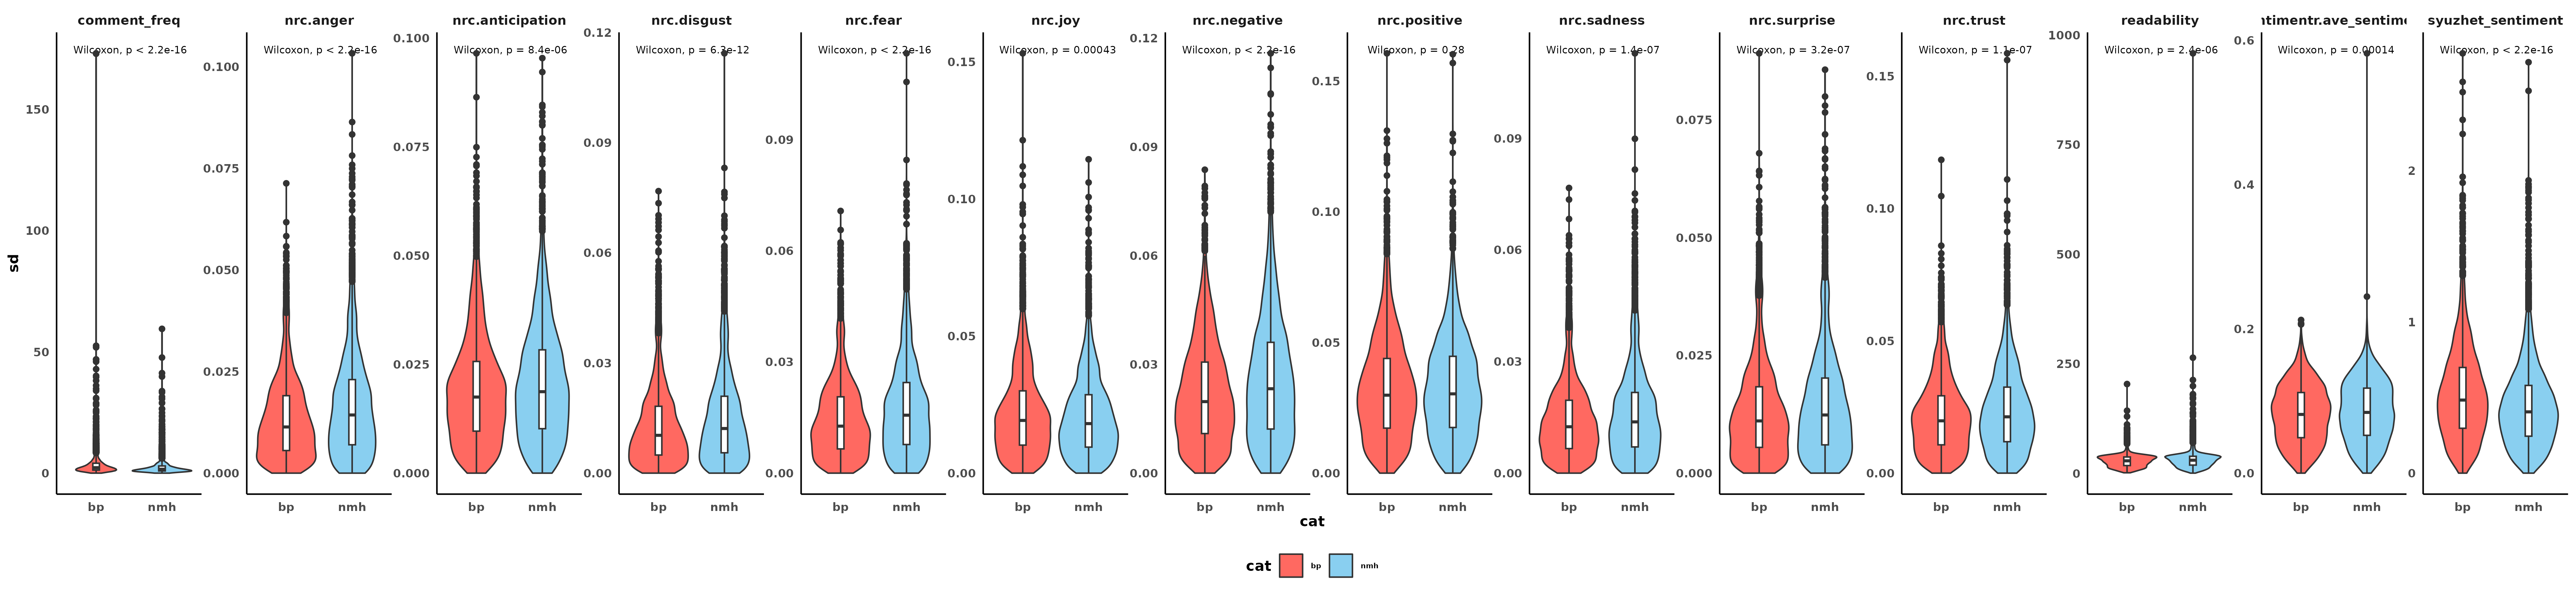 comment_freq
nrc.anger
nrc.anticipation
nrc.disgust
nrc.fear
nrc.joy
nrc.negative
nrc.positive
nrc.sadness
nrc.surprise
nrc.trust
readability
timentr.ave_sentime
syuzhet_sentiment
Wilcoxon, p < 2.2e-16
Wilcoxon, p < 2.2e-16
Wilcoxon, p = 8.4e-06
Wilcoxon, p = 6.3e-12
Wilcoxon, p < 2.2e-16
Wilcoxon, p = 0.00043
Wilcoxon, p < 2.2e-16
Wilcoxon, p = 0.28
Wilcoxon, p = 1.4e-07
Wilcoxon, p = 3.2e-07
Wilcoxon, p = 1.1e-07
Wilcoxon, p = 2.4e-06
Wilcoxon, p = 0.00014
Wilcoxon, p < 2.2e-16
sd
150
100
50
0
0.100
0.075
0.050
0.025
0.000
0.100
0.075
0.050
0.025
0.000
0.12
0.09
0.06
0.03
0.00
0.09
0.06
0.03
0.00
0.15
0.10
0.05
0.00
0.12
0.09
0.06
0.03
0.00
0.15
0.10
0.05
0.00
0.09
0.06
0.03
0.00
0.075
0.050
0.025
0.000
0.15
0.10
0.05
0.00
1000
750
500
250
0
0.6
0.4
0.2
0.0
2
1
0
bp nmh
bp nmh
bp nmh
bp nmh
bp nmh
bp nmh
bp nmh
bp nmh
bp nmh
bp nmh
bp nmh
bp nmh
bp nmh
bp nmh
cat
cat bp nmh